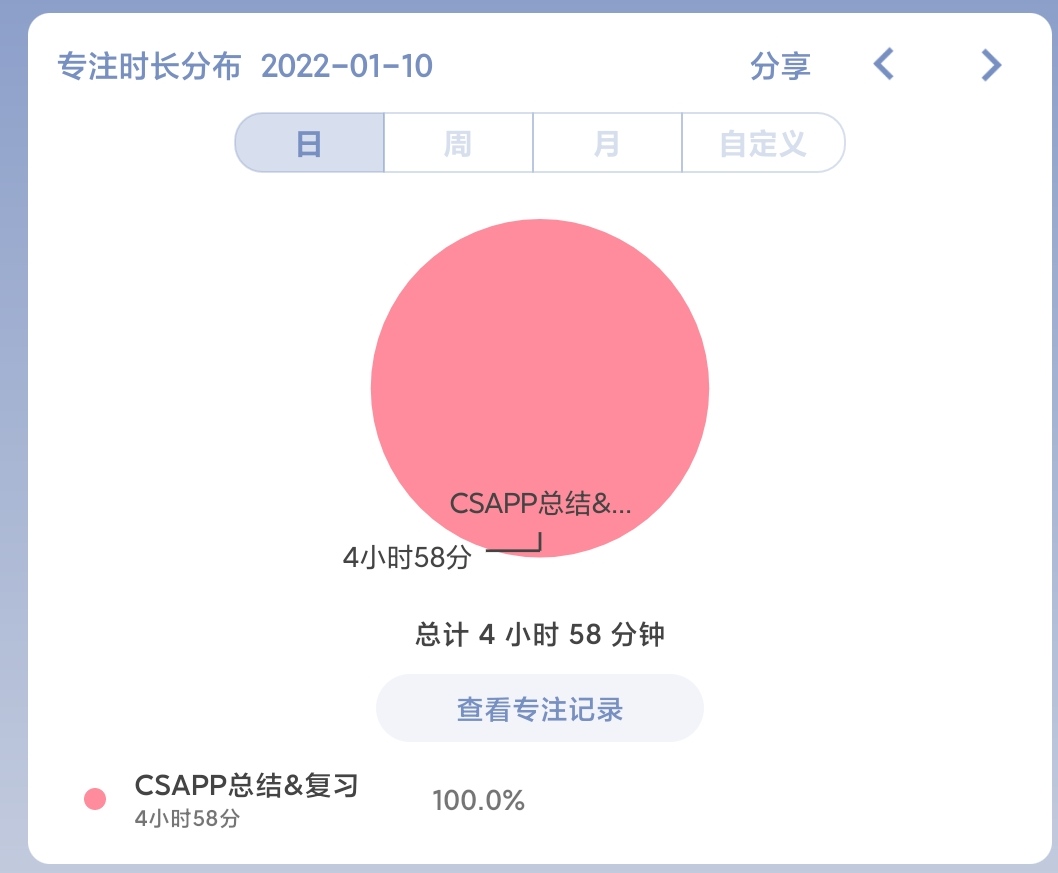 专注时长分布 2022-01-10 分享
日 周 月 自定义
CSAPP总结&...
4小时58分
总计 4 小时 58 分钟
查看专注记录
CSAPP总结&复习
100.0%
4小时58分